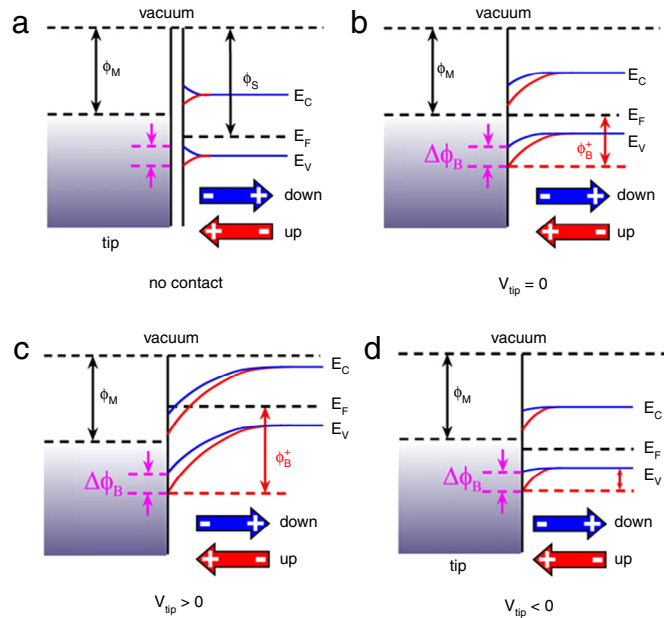 a
vacuum
ϕM
ϕS
EC
EF
EV
ΔϕB
- +
down
+ -
up
tip
no contact
b
vacuum
ϕM
EC
EF
EV
ΔϕB
ϕB+
- +
down
+ -
up
Vtip = 0
c
vacuum
ϕM
EC
EF
EV
ΔϕB
ϕB+
- +
down
+ -
up
Vtip > 0
d
vacuum
ϕM
EC
EF
EV
ΔϕB
- +
down
+ -
up
tip
Vtip < 0